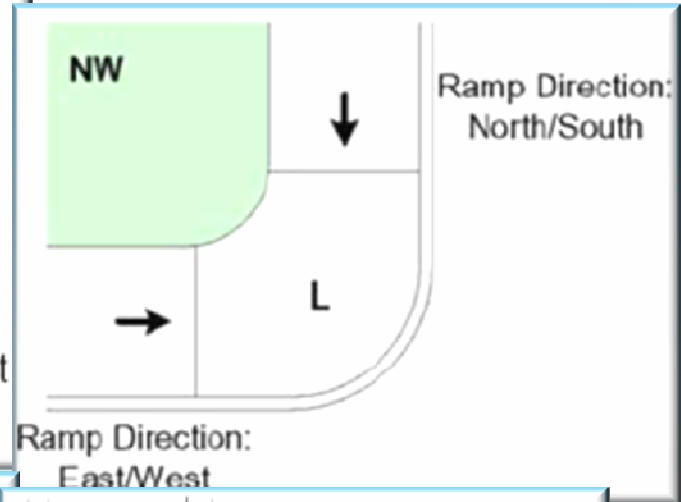 NW
Ramp Direction:
North/South
L
t
Ramp Direction:
East/West